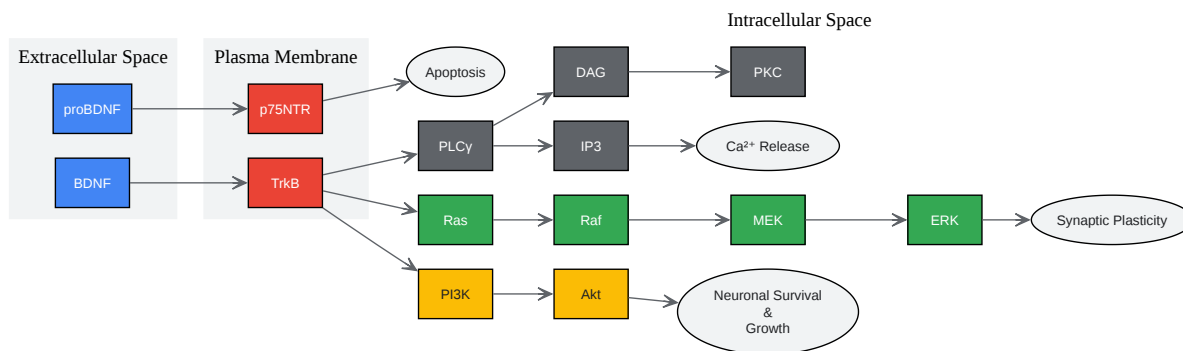 Intracellular Space
Extracellular Space
Plasma Membrane
Apoptosis
DAG
PKC
proBDNF
p75NTR
PLCγ
IP3
Ca²⁺ Release
BDNF
TrkB
Ras
Raf
MEK
ERK
Synaptic Plasticity
PI3K
Akt
Neuronal Survival
&
Growth